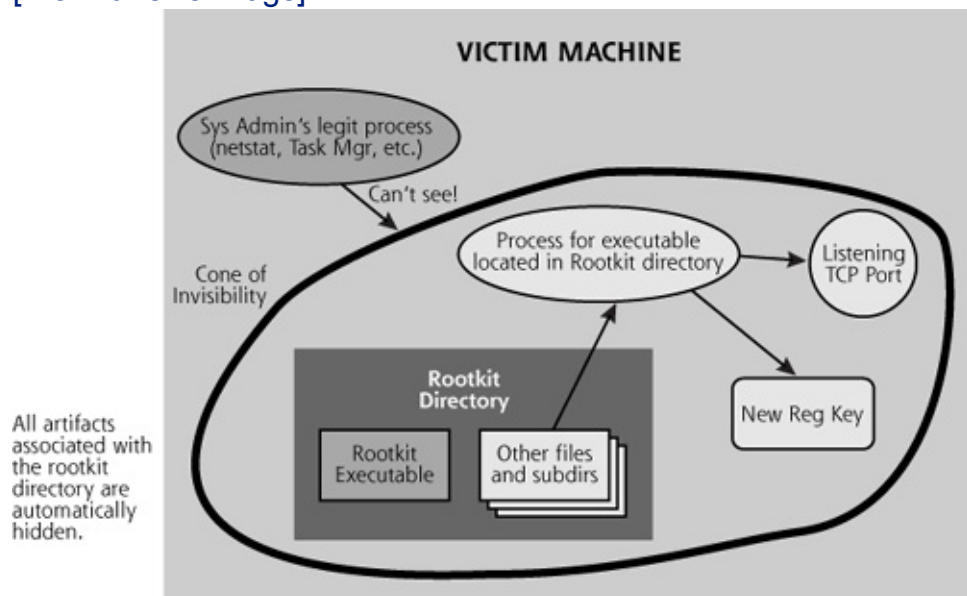 VICTIM MACHINE
Sys Admin's legit process
(netstat, Task Mgr, etc.)
Can't see!
Cone of
Invisibility
Process for executable
located in Rootkit directory
Listening
TCP Port
Rootkit
Directory
Rootkit
Executable
Other files
and subdirs
New Reg Key
All artifacts
associated with
the rootkit
directory are
automatically
hidden.